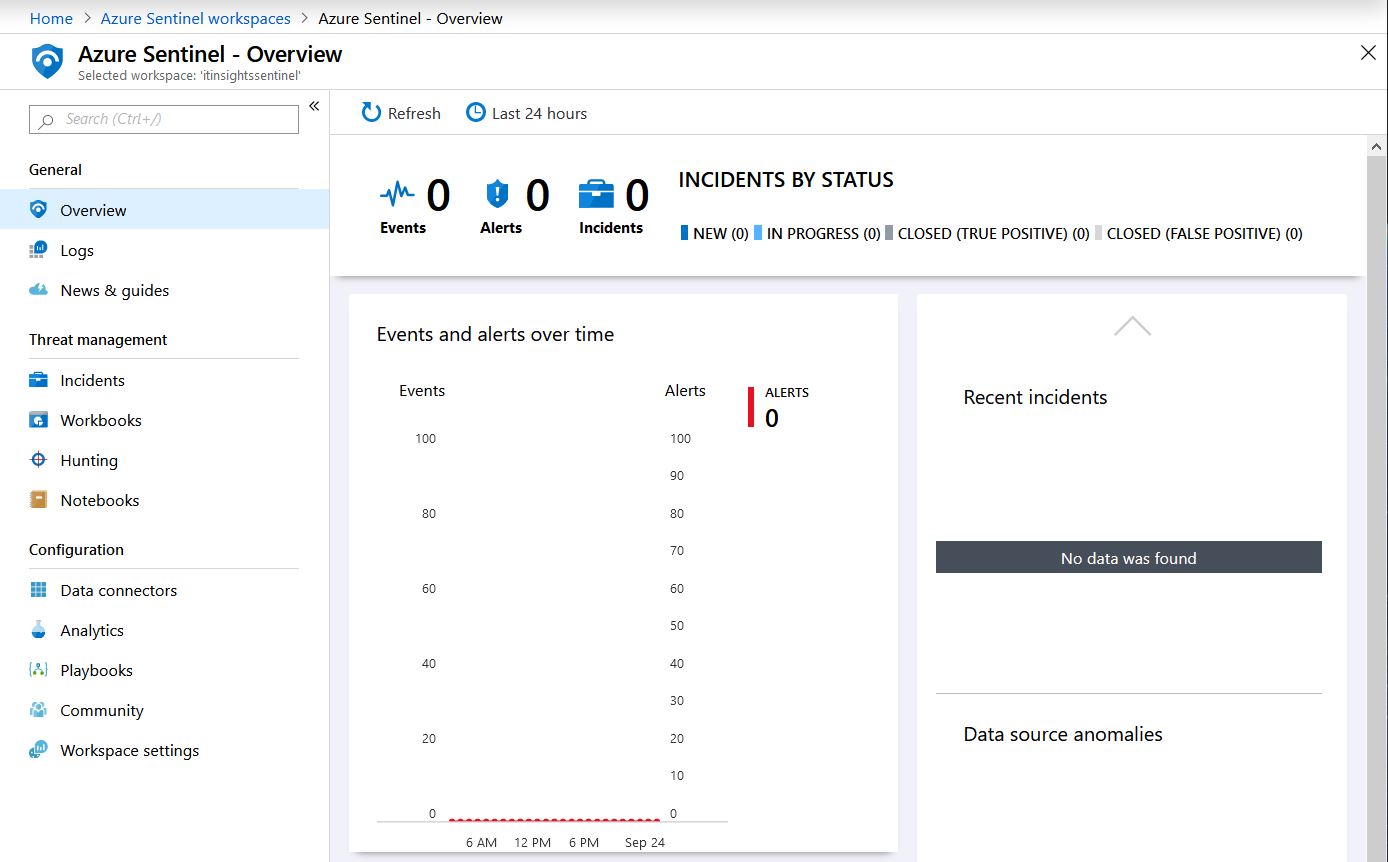 Home > Azure Sentinel workspaces > Azure Sentinel - Overview
Azure Sentinel - Overview
Selected workspace: 'itinsightssentinel'
Search (Ctrl+/)
«
General
Overview
Logs
News & guides
Threat management
Incidents
Workbooks
Hunting
Notebooks
Configuration
Data connectors
Analytics
Playbooks
Community
Workspace settings
Refresh Last 24 hours
0 0 0
Events Alerts Incidents
INCIDENTS BY STATUS
NEW (0) IN PROGRESS (0) CLOSED (TRUE POSITIVE) (0) CLOSED (FALSE POSITIVE) (0)
Events and alerts over time
Events Alerts
ALERTS
0
100 100
90
80 80
70
60 60
50
40 40
30
20 20
10
0 0
6 AM 12 PM 6 PM Sep 24
Recent incidents
No data was found
Data source anomalies